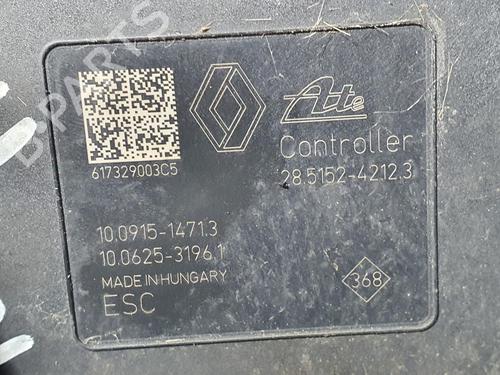 B-PARTS
Ate
Controller
617329003C5
28.5152-4212.3
10.0915-1471.3
10.0625-3196.1
MADE IN HUNGARY
ESC
368